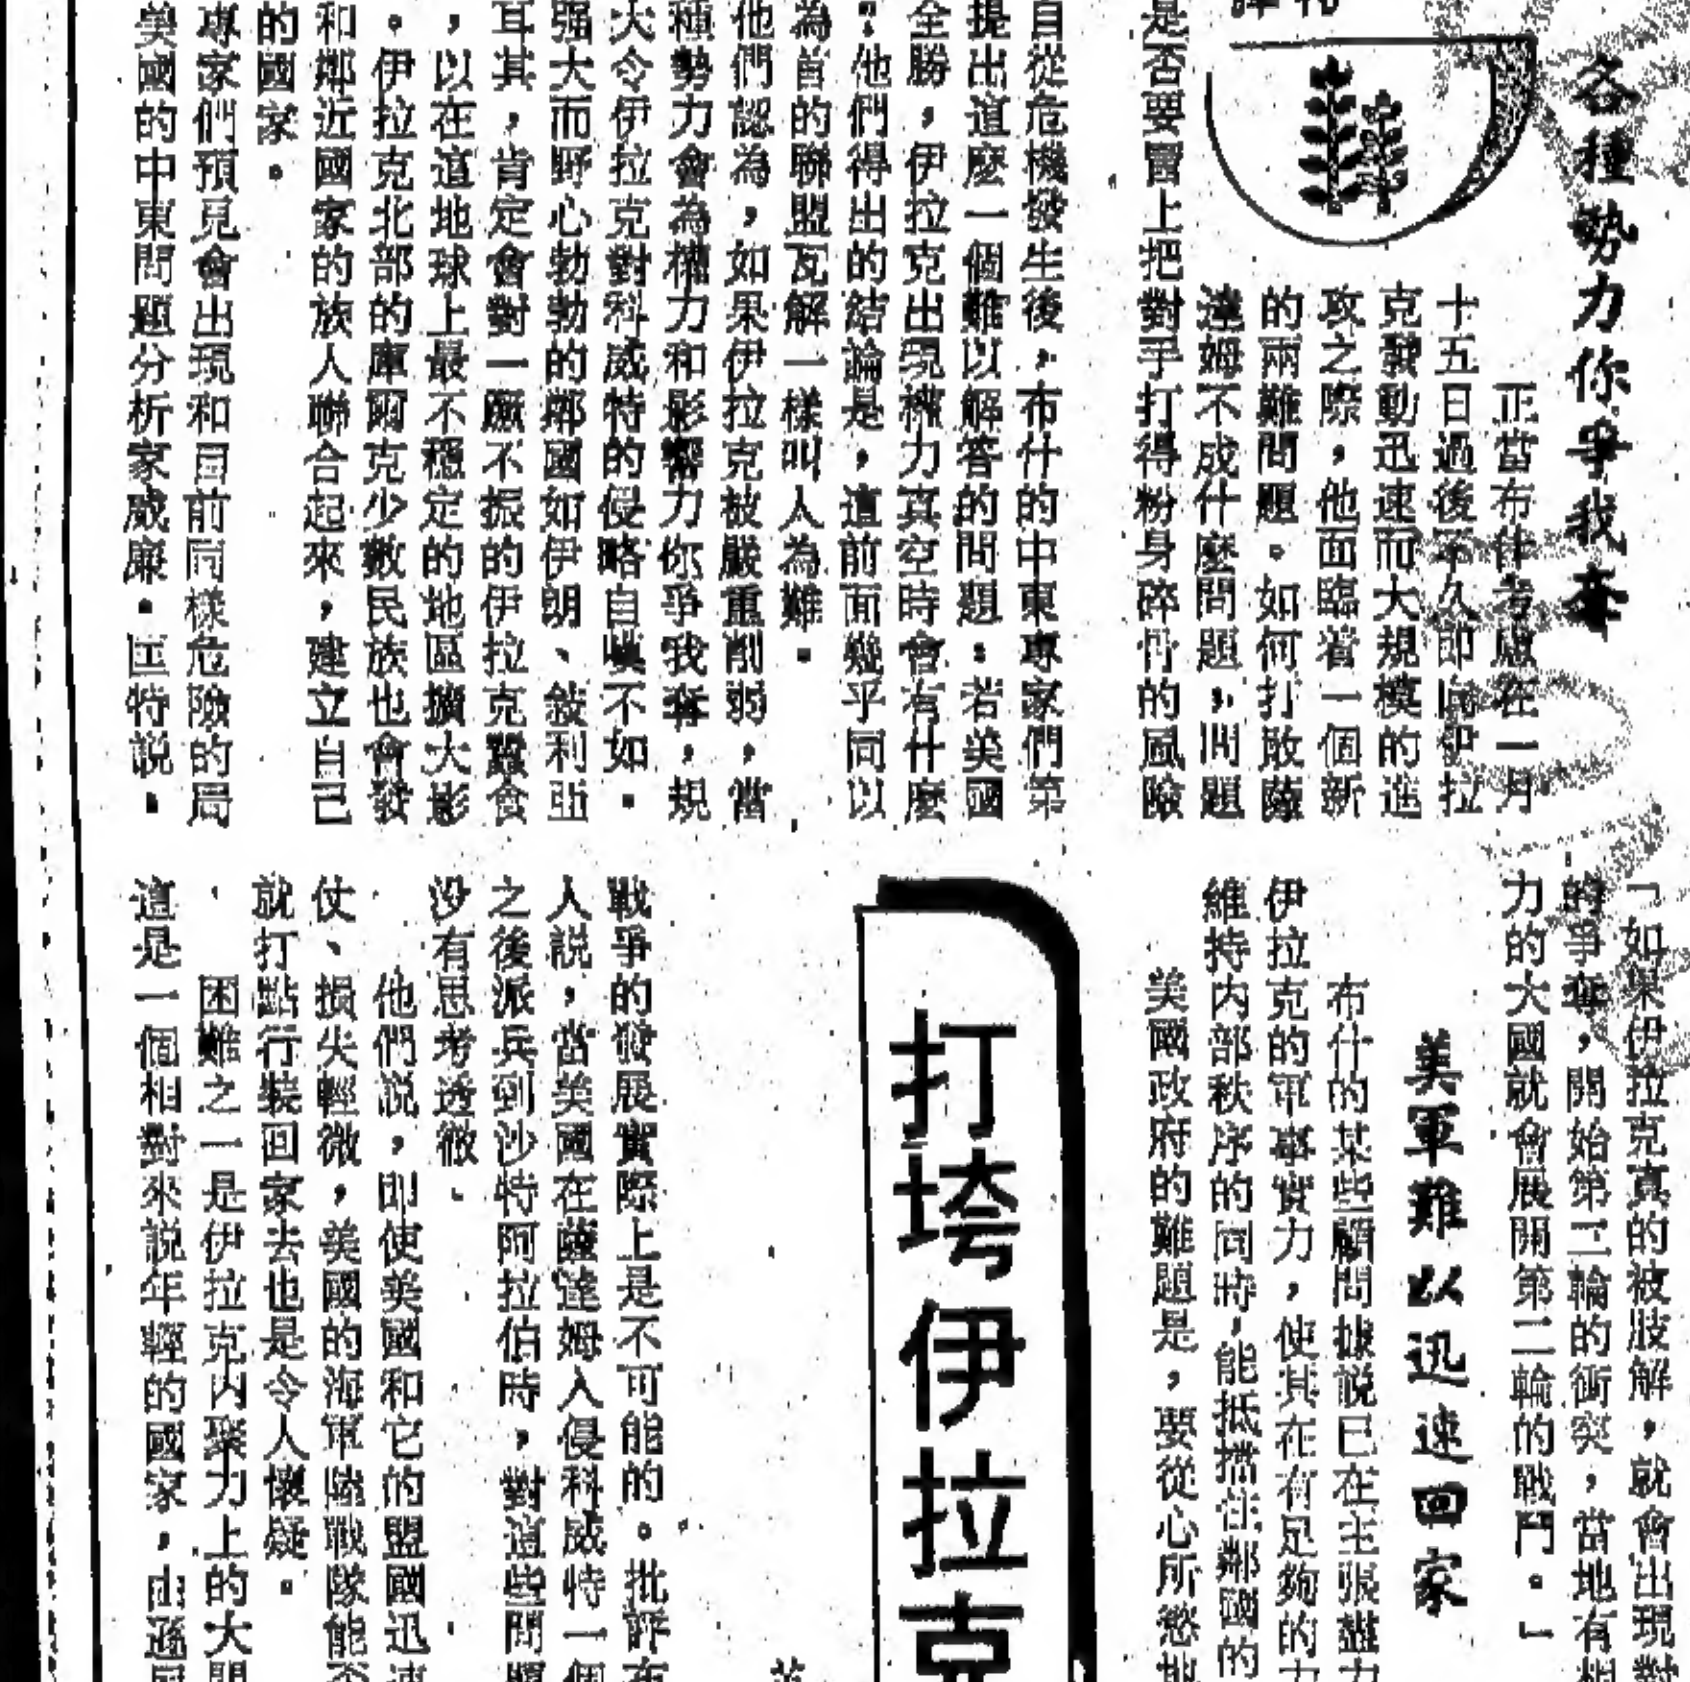 各種勢力你爭我奪
正當布什考慮在一月
十五日過後不久即向伊拉
克發動迅速而大規模的進
攻之際，他面臨着一個新
的兩難問題。如何打敗薩
達姆不成什麼問題，問題
是否要冒上把對手打得粉身碎骨的風險
自從危機發生後，布什的中東專家們第
提出這麼一個難以解答的問題：若美國
全勝，伊拉克出現權力真空時會有什麼
？他們得出的結論是，這前面幾乎同以
為首的聯盟瓦解一樣叫人為難。
他們認為，如果伊拉克被嚴重削弱，當
種勢力會為權力和影響力你爭我奪，規
大令伊拉克對科威特的侵略自嘆不如。
强大而野心勃勃的鄰國如伊朗、敍利亞
耳其，肯定會對一蹶不振的伊拉克蠶食
，以在這地球上最不穩定的地區擴大影
。伊拉克北部的庫爾克少數民族也會發
和鄰近國家的族人聯合起來，建立自己
的國家。
專家們預見會出現和目前同樣危險的局
美國的中東問題分析家威廉·匡特說：
「如果伊拉克真的被肢解，就會出現對
的爭奪，開始第三輪的衝突，當地有相
力的大國就會展開第二輪的戰鬥。」
美軍難以迅速回家
布什的某些顧問據說已在主張盡力
伊拉克的軍事實力，使其在有足夠的力
維持内部秩序的同時，能抵擋住鄰國的
美國政府的難題是，要從心所慾地
打垮伊拉克
戰爭的發展實際上是不可能的。批評布
人說，當美國在薩達姆入侵科威特一個
之後派兵到沙特阿拉伯時，對這些問題
没有思考透徹。
他們說，即使美國和它的盟國迅速
仗、損失輕微，美國的海軍陸戰隊能否
就打點行裝回家去也是令人懷疑。
困難之一是伊拉克内聚力上的大問
這是一個相對來説年輕的國家，由遜尼